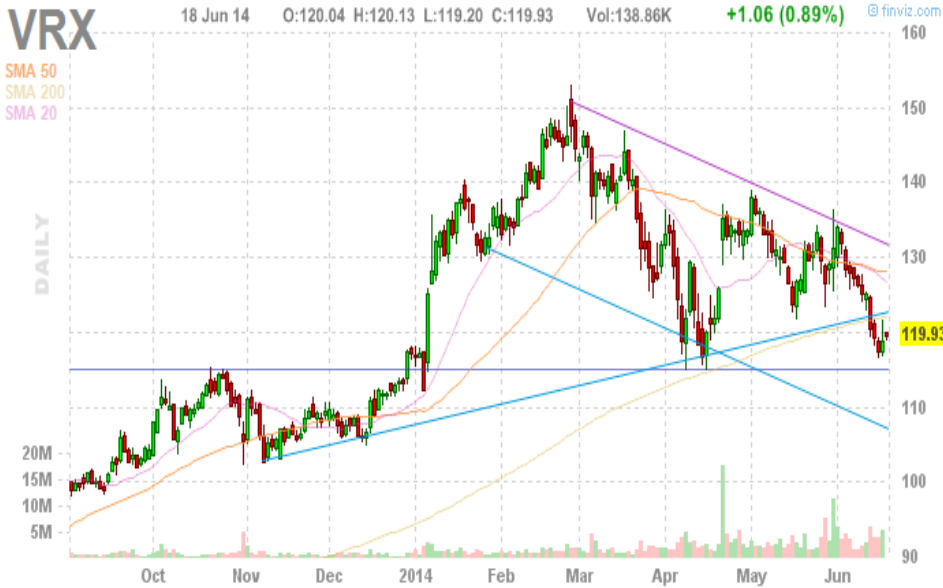 VRX 18 Jun 14 O:120.04 H:120.13 L:119.20 C:119.93 Vol:138.86K +1.06 (0.89%) © finviz.com
SMA 50
SMA 200
SMA 20
DAILY
160
150
140
130
119.93
110
100
90
20M
15M
10M
5M
Oct Nov Dec 2014 Feb Mar Apr May Jun